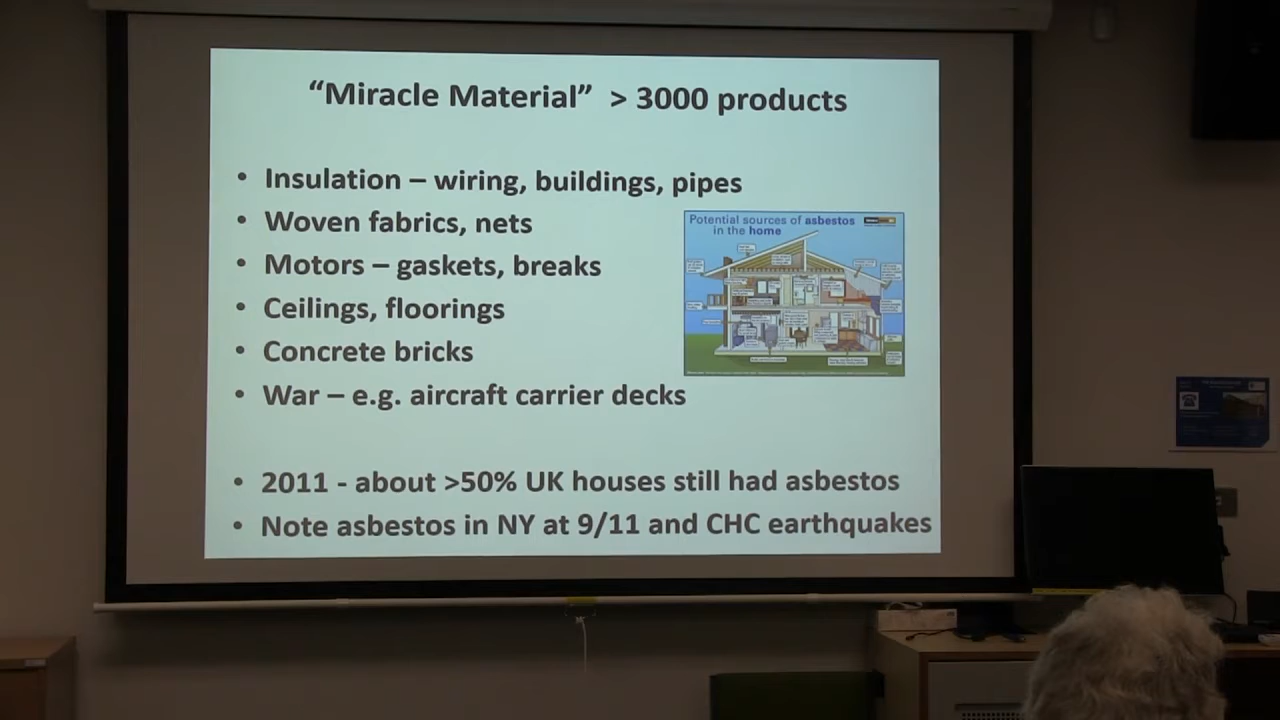 “Miracle Material” > 3000 products
• Insulation – wiring, buildings, pipes
• Woven fabrics, nets
• Motors – gaskets, breaks
• Ceilings, floorings
• Concrete bricks
• War – e.g. aircraft carrier decks
Potential sources of asbestos
in the home
• 2011 - about >50% UK houses still had asbestos
• Note asbestos in NY at 9/11 and CHC earthquakes